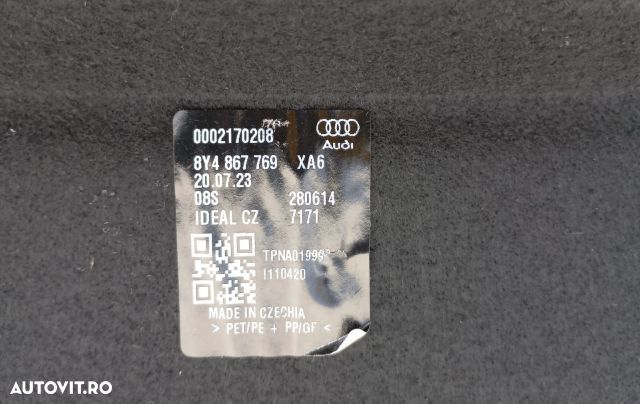 0002170208
Audi
8Y4 867 769 XA6
20.07.23
D8S 280614
IDEAL CZ 7171
I110420
MADE IN CZECHIA
> PET/PE + PP/GF <
AUTOVIT.RO